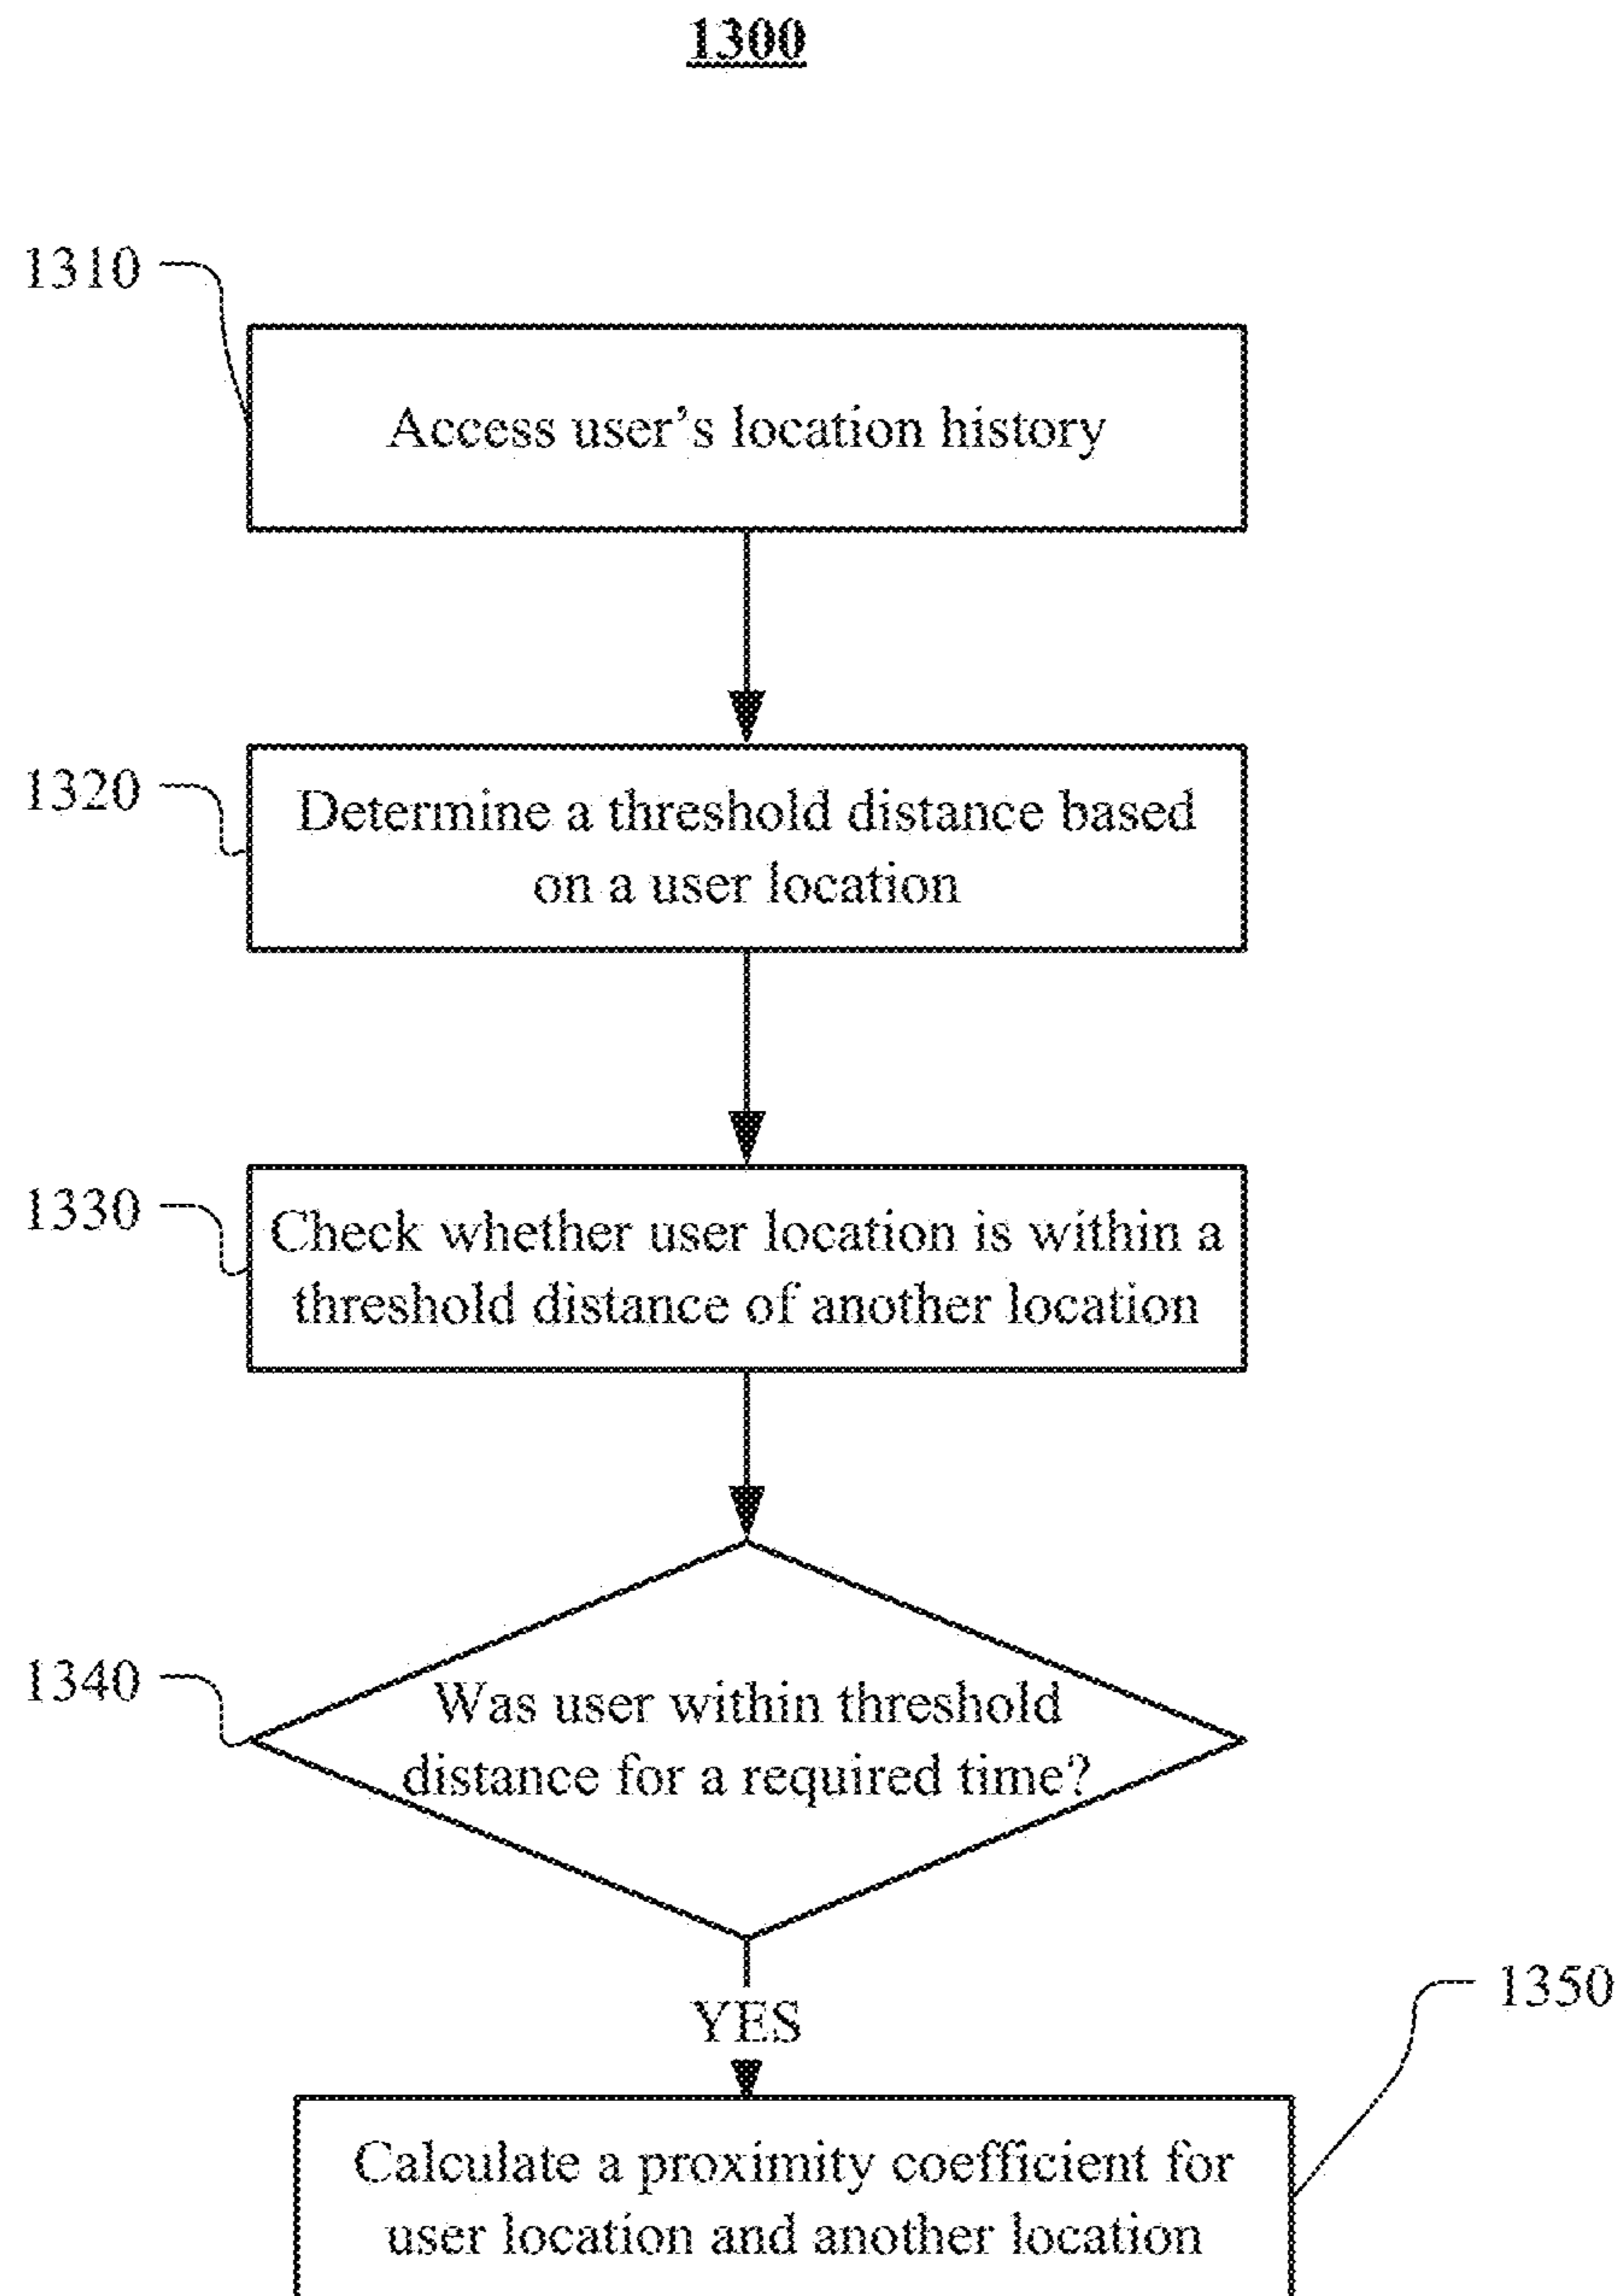 1300
1310
Access user's location history
1320
Determine a threshold distance based
on a user location
1330
Check whether user location is within a
threshold distance of another location
1340
Was user within threshold
distance for a required time?
YES
1350
Calculate a proximity coefficient for
user location and another location